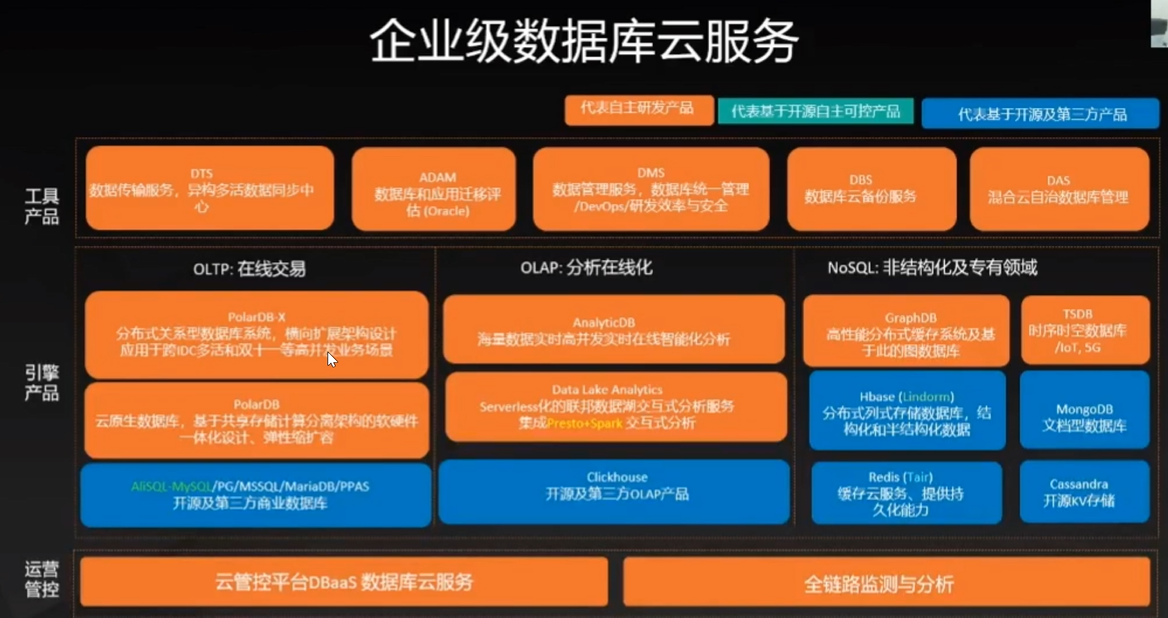 企业级数据库云服务
代表自主研发产品
代表基于开源自主可控产品
代表基于开源及第三方产品
工具
产品
DTS
数据传输服务，异构多活数据同步中
心
ADAM
数据库和应用迁移评
估 (Oracle)
DMS
数据管理服务，数据库统一管理
/DevOps/研发效率与安全
DBS
数据库云备份服务
DAS
混合云自治数据库管理
引擎
产品
OLTP: 在线交易
PolarDB-X
分布式关系型数据库系统，横向扩展架构设计
应用于跨IDC多活和双十一等高并发业务场景
PolarDB
云原生数据库，基于共享存储计算分离架构的软硬件
一体化设计、弹性缩扩容
AliSQL-MySQL/PG/MSSQL/MariaDB/PPAS
开源及第三方商业数据库
OLAP: 分析在线化
AnalyticDB
海量数据实时高并发实时在线智能化分析
Data Lake Analytics
Serverless化的联邦数据湖交互式分析服务
集成Presto+Spark 交互式分析
Clickhouse
开源及第三方OLAP产品
NoSQL: 非结构化及专有领域
GraphDB
高性能分布式缓存系统及基
于此的图数据库
TSDB
时序时空数据库
/IoT, 5G
Hbase (Lindorm)
分布式列式存储数据库，结
构化和半结构化数据
MongoDB
文档型数据库
Redis (Tair)
缓存云服务、提供持
久化能力
Cassandra
开源KV存储
运营
管控
云管控平台DBaaS 数据库云服务
全链路监测与分析